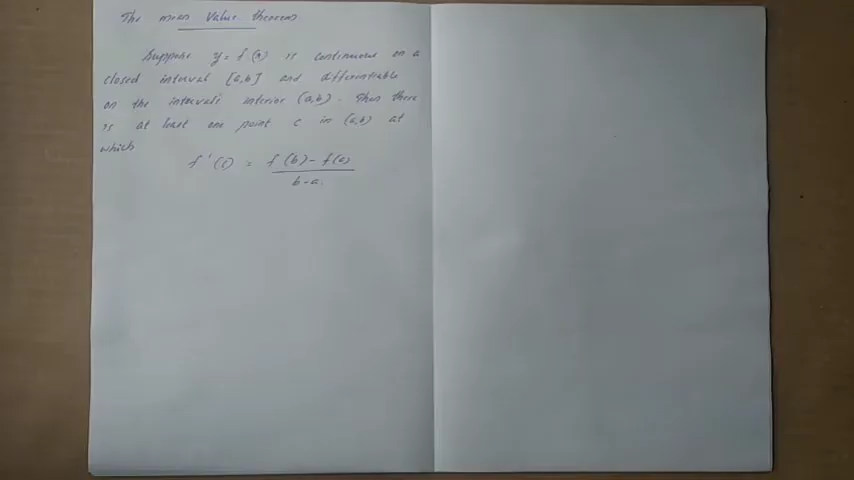 The mean Value theorem
Suppose y = f(x) is continuous on a
closed interval [a,b] and differentiable
on the interval's interior (a,b). Then there
is at least one point c in (a,b) at
which
f'(c) = f(b) - f(a)
b-a